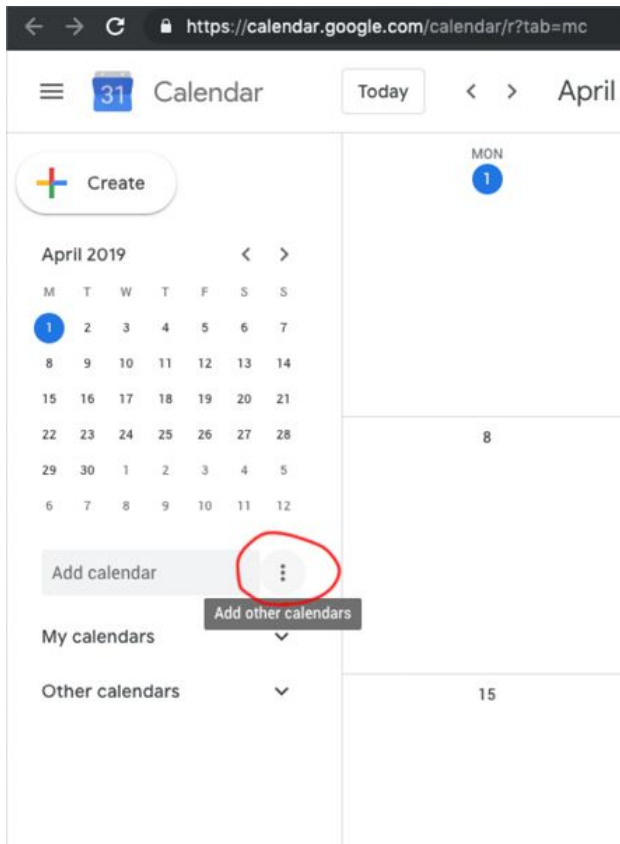 https://calendar.google.com/calendar/r?tab=mc
31 Calendar Today April
Create
MON
1
April 2019
M T W T F S S
1 2 3 4 5 6 7
8 9 10 11 12 13 14
15 16 17 18 19 20 21
22 23 24 25 26 27 28
29 30 1 2 3 4 5
6 7 8 9 10 11 12
8
Add calendar
Add other calendars
My calendars
Other calendars
15